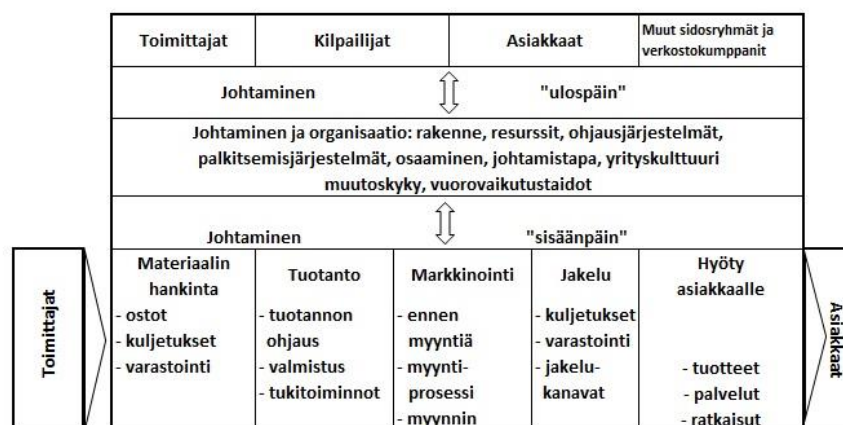 Toimittajat
Kilpailijat
Asiakkaat
Muut sidosryhmät ja
verkostokumppanit
Johtaminen "ulospäin"
Johtaminen ja organisaatio: rakenne, resurssit, ohjausjärjestelmät,
palkitsemisjärjestelmät, osaaminen, johtamistapa, yrityskulttuuri
muutoskyky, vuorovaikutustaidot
Johtaminen "sisäänpäin"
Toimittajat
Materiaalin
hankinta
- ostot
- kuljetukset
- varastointi
Tuotanto
- tuotannon
ohjaus
- valmistus
- tukitoiminnot
Markkinointi
- ennen
myyntiä
- myynti-
prosessi
- myynnin
Jakelu
- kuljetukset
- varastointi
- jakelu-
kanavat
Hyöty
asiakkaalle
- tuotteet
- palvelut
- ratkaisut
Asiakkaat